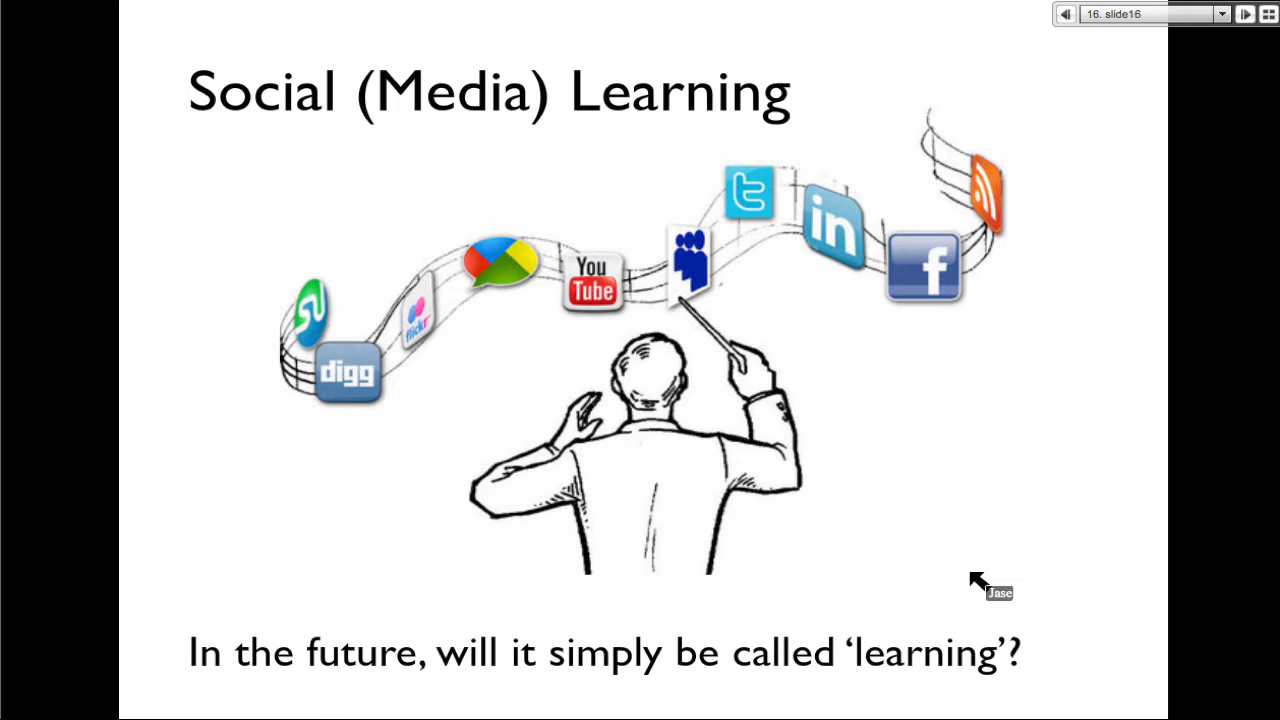 16. slide16
Social (Media) Learning
t
in
You
Tube
f
su
flickr
digg
Jase
In the future, will it simply be called ‘learning’?